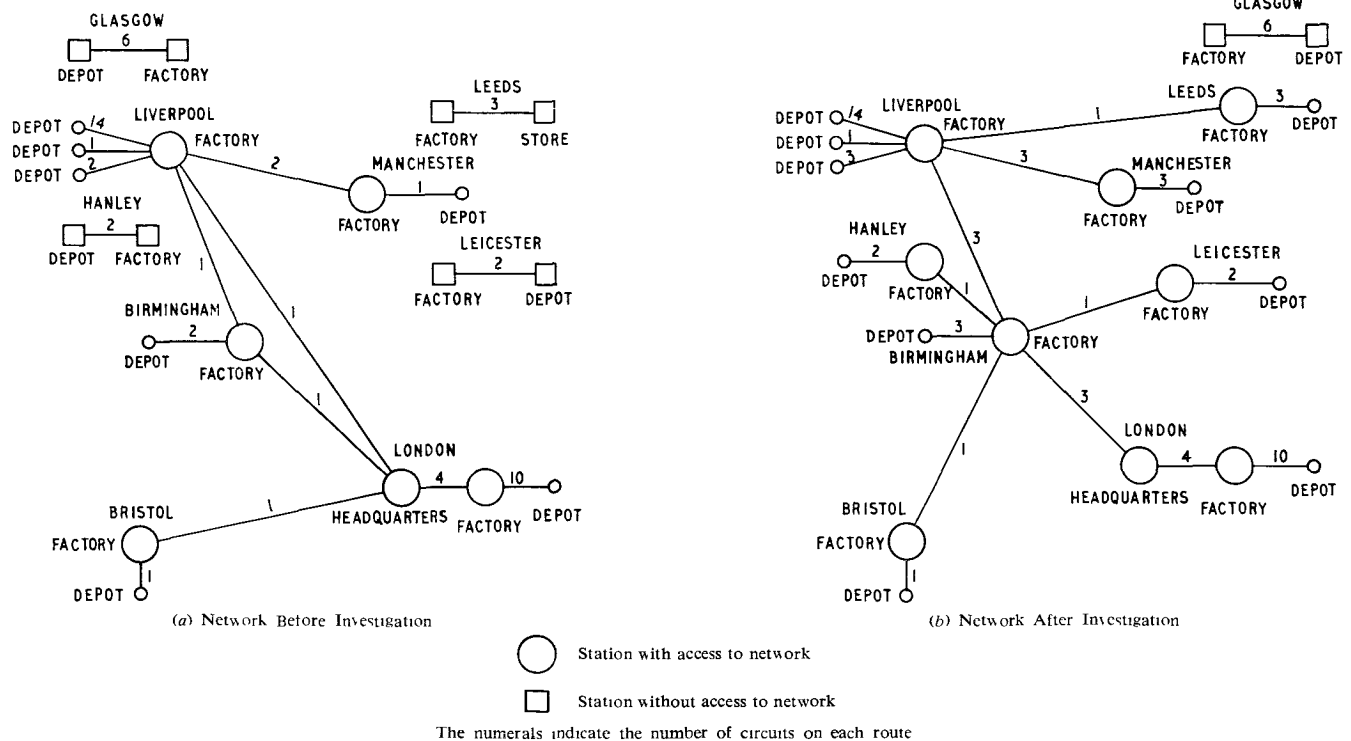 GLASGOW
6
DEPOT FACTORY
LEEDS
3
FACTORY STORE
LIVERPOOL
FACTORY
DEPOT 14
DEPOT 1
DEPOT 2
2
MANCHESTER
1
FACTORY
DEPOT
HANLEY
2
DEPOT FACTORY
LEICESTER
2
FACTORY DEPOT
1
1
BIRMINGHAM
2
DEPOT
FACTORY
1
LONDON
4
10
HEADQUARTERS FACTORY DEPOT
1
BRISTOL
FACTORY
1
DEPOT
(a) Network Before Investigation
GLASGOW
6
FACTORY DEPOT
LEEDS
3
FACTORY
DEPOT
1
LIVERPOOL
FACTORY
DEPOT 14
DEPOT 1
DEPOT 3
3
MANCHESTER
3
FACTORY
DEPOT
3
HANLEY
2
DEPOT
FACTORY
1
LEICESTER
2
FACTORY
DEPOT
1
3
DEPOT
BIRMINGHAM
FACTORY
3
LONDON
4
10
HEADQUARTERS FACTORY DEPOT
1
BRISTOL
FACTORY
1
DEPOT
(b) Network After Investigation
Station with access to network
Station without access to network
The numerals indicate the number of circuits on each route